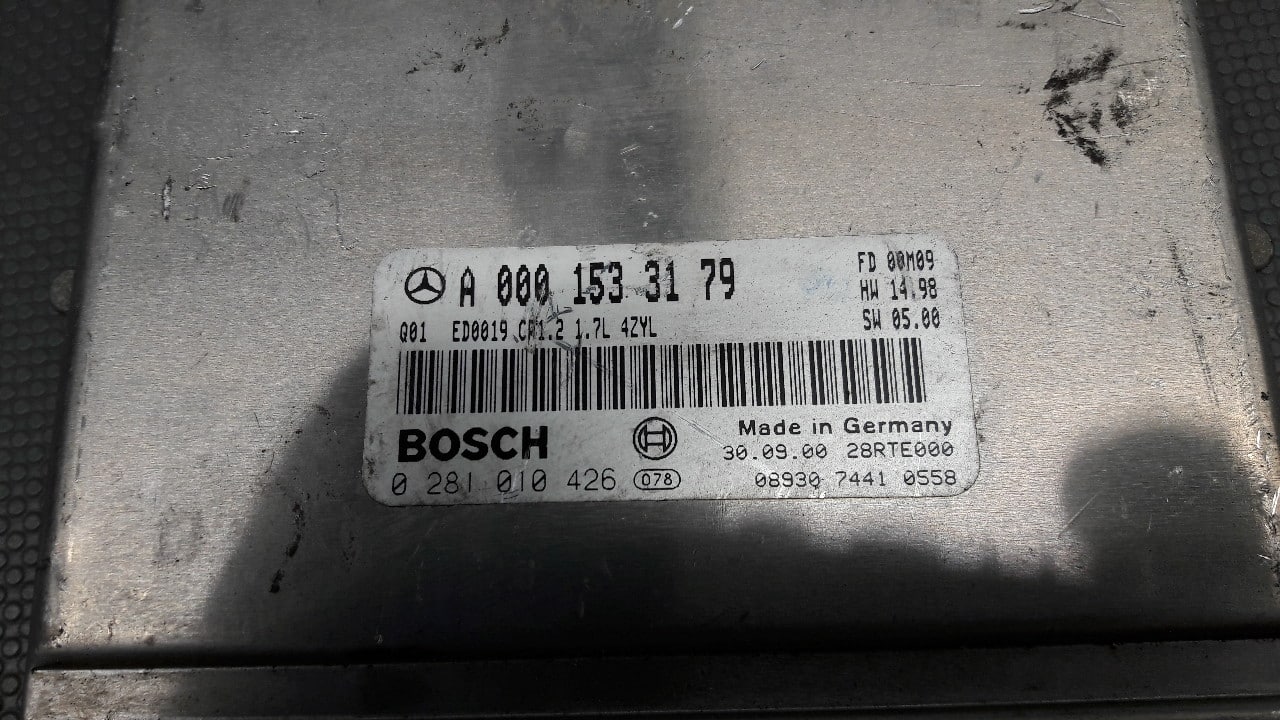 A 000 153 31 79
FD 00M09
HW 14.98
SW 05.00
Q01 ED0019 CR1.2 1.7L 4ZYL
BOSCH
Made in Germany
30.09.00 28RTE000
0 281 010 426 078
08930 7441 0558